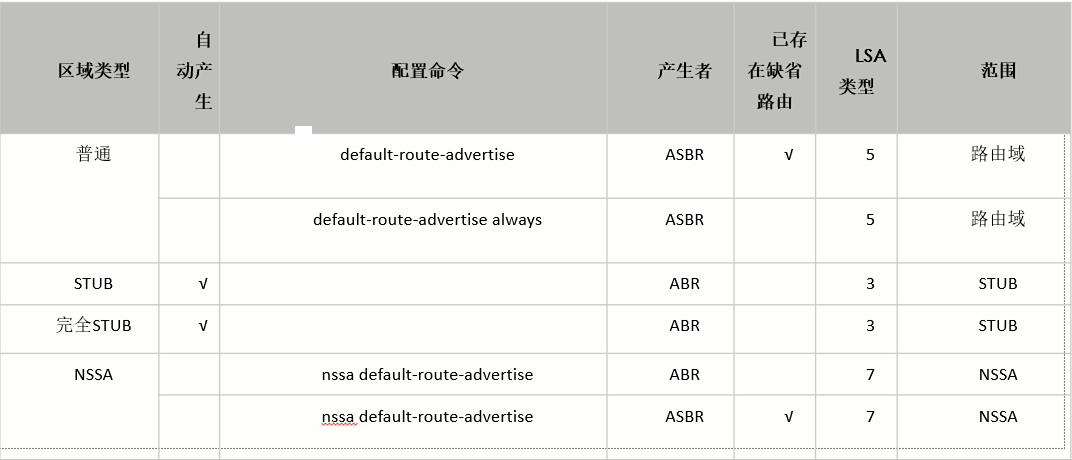 区域类型 自动产生 配置命令 产生者 已存在缺省路由 LSA类型 范围
普通 default-route-advertise ASBR √ 5 路由域
default-route-advertise always ASBR 5 路由域
STUB √ ABR 3 STUB
完全STUB √ ABR 3 STUB
NSSA nssa default-route-advertise ABR 7 NSSA
nssa default-route-advertise ASBR √ 7 NSSA